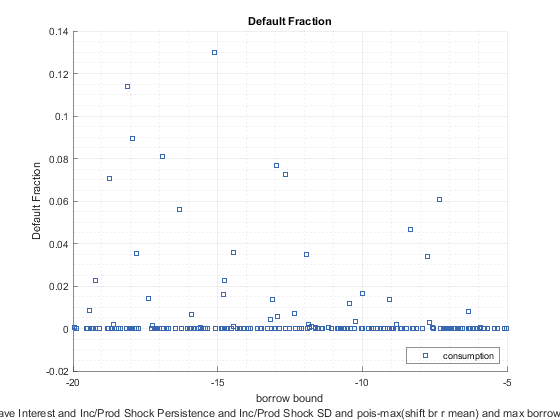 Default Fraction
0.14
0.12
0.1
0.08
0.06
0.04
0.02
0
-0.02
Default Fraction
consumption
-20
-15
-10
-5
borrow bound
ave Interest and Inc/Prod Shock Persistence and Inc/Prod Shock SD and pois-max(shift br r mean) and max borrow